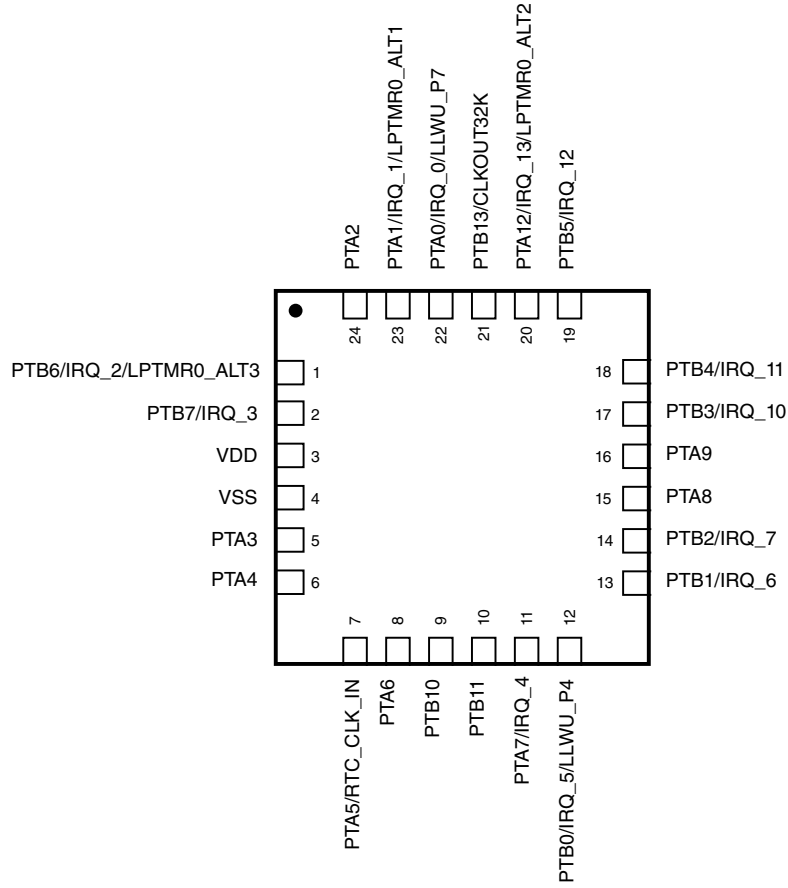 PTA2
PTA1/IRQ_1/LPTMR0_ALT1
PTA0/IRQ_0/LLWU_P7
PTB13/CLKOUT32K
PTA12/IRQ_13/LPTMR0_ALT2
PTB5/IRQ_12
24
23
22
21
20
19
PTB6/IRQ_2/LPTMR0_ALT3 1
PTB7/IRQ_3 2
VDD 3
VSS 4
PTA3 5
PTA4 6
18 PTB4/IRQ_11
17 PTB3/IRQ_10
16 PTA9
15 PTA8
14 PTB2/IRQ_7
13 PTB1/IRQ_6
7
8
9
10
11
12
PTA5/RTC_CLK_IN
PTA6
PTB10
PTB11
PTA7/IRQ_4
PTB0/IRQ_5/LLWU_P4